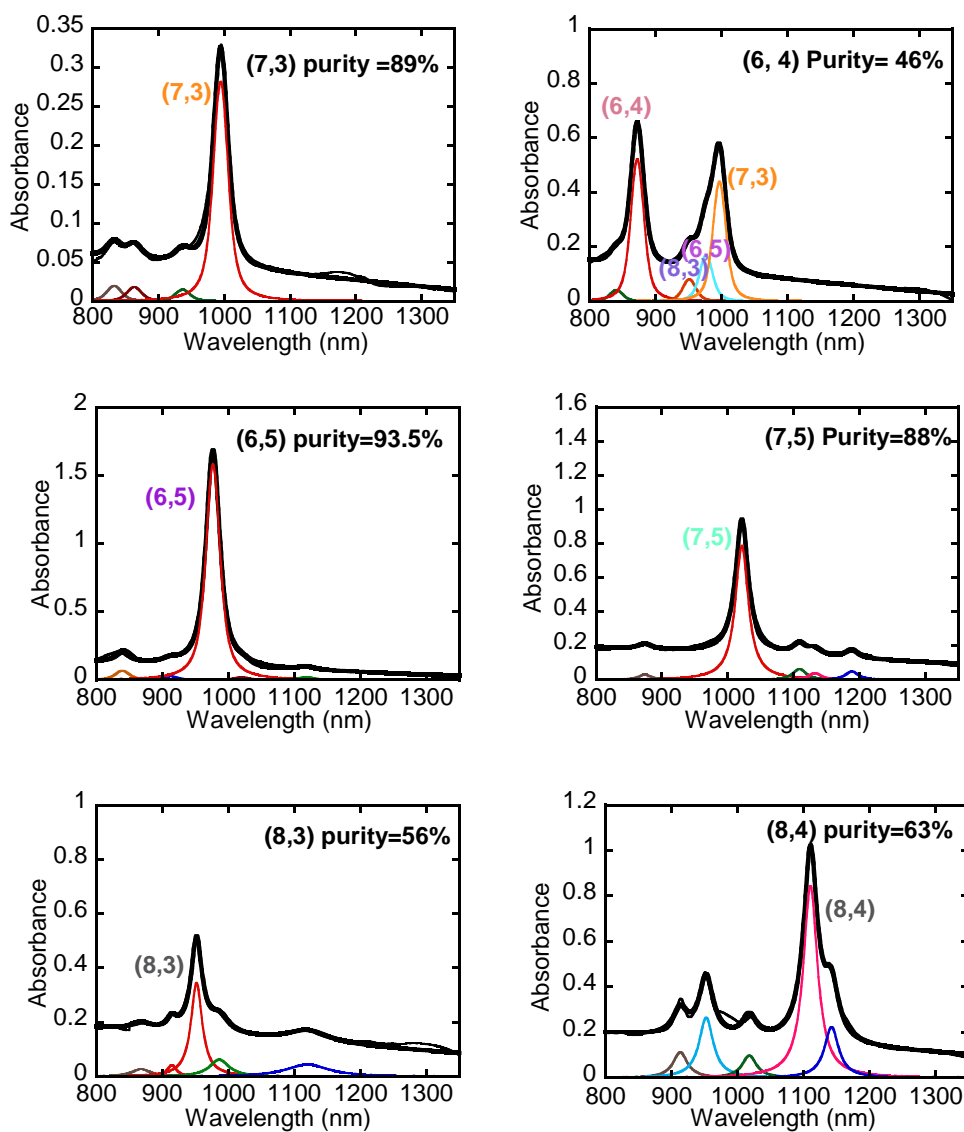 0.35
0.3
0.25
0.2
0.15
0.1
0.05
0
Absorbance
(7,3) purity =89%
(7,3)
800 900 1000 1100 1200 1300
Wavelength (nm)
1
0.8
0.6
0.4
0.2
0
Absorbance
(6, 4) Purity= 46%
(6,4)
(7,3)
(6,5)
(8,3)
800 900 1000 1100 1200 1300
Wavelength (nm)
2
1.5
1
0.5
0
Absorbance
(6,5) purity=93.5%
(6,5)
800 900 1000 1100 1200 1300
Wavelength (nm)
1.6
1.4
1.2
1
0.8
0.6
0.4
0.2
0
Absorbance
(7,5) Purity=88%
(7,5)
800 900 1000 1100 1200 1300
Wavelength (nm)
1
0.8
0.6
0.4
0.2
0
Absorbance
(8,3) purity=56%
(8,3)
800 900 1000 1100 1200 1300
Wavelength (nm)
1.2
1
0.8
0.6
0.4
0.2
0
Absorbance
(8,4) purity=63%
(8,4)
800 900 1000 1100 1200 1300
Wavelength (nm)